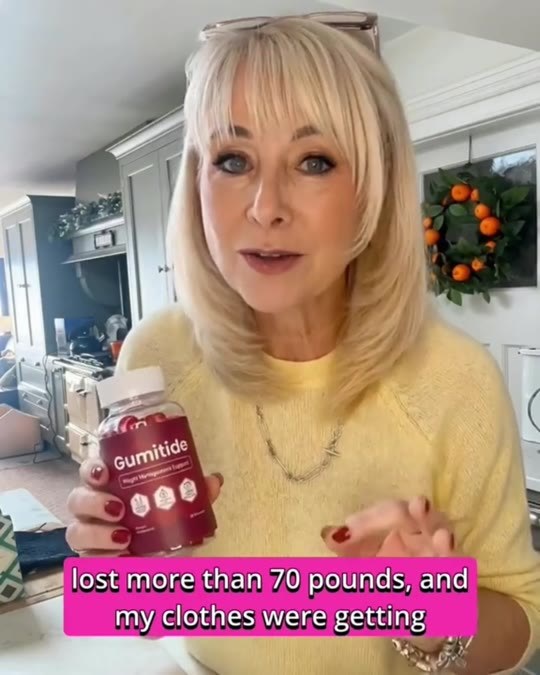 Gumitide
Weight Management Support
lost more than 70 pounds, and
my clothes were getting